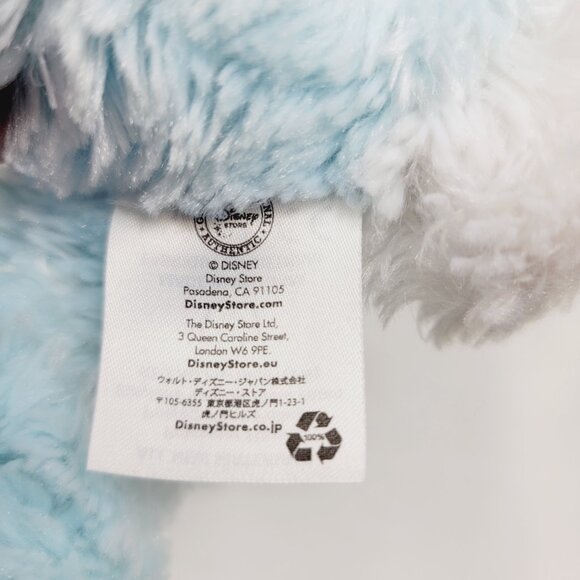 Disney
STORE
AUTHENTIC
© DISNEY
Disney Store
Pasadena, CA 91105
DisneyStore.com
The Disney Store Ltd,
3 Queen Caroline Street,
London W6 9PE.
DisneyStore.eu
ウォルト・ディズニー・ジャパン株式会社
ディズニー・ストア
〒105-6355 東京都港区虎ノ門1-23-1
虎ノ門ヒルズ
DisneyStore.co.jp
100%